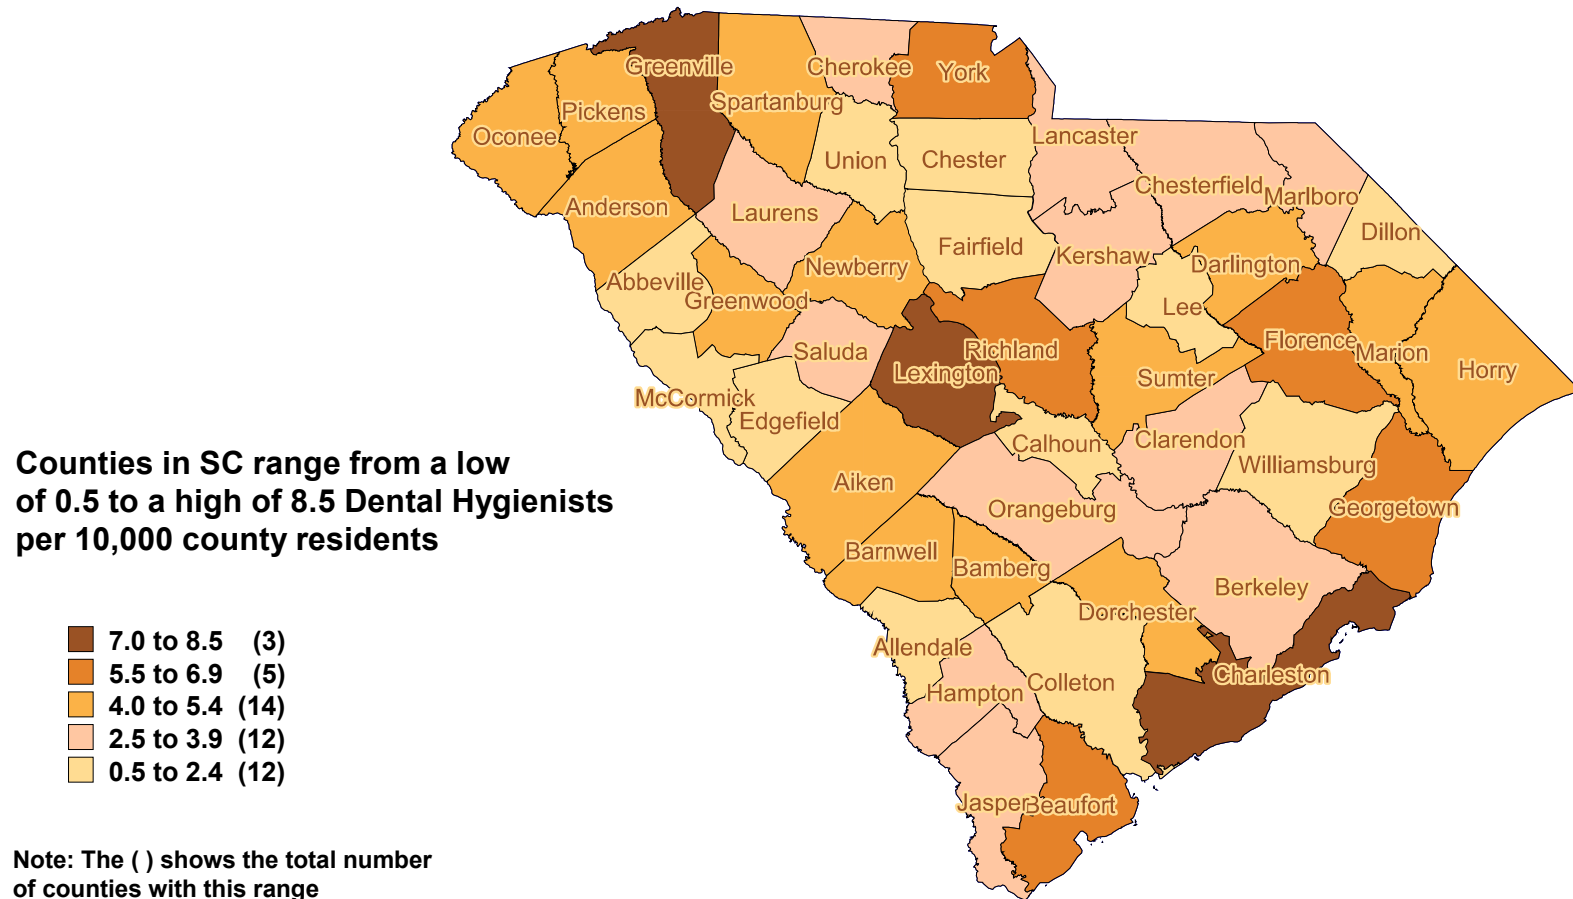 Greenville
Cherokee
York
Spartanburg
Pickens
Oconee
Lancaster
Union
Chester
Chesterfield
Marlboro
Anderson
Laurens
Dillon
Fairfield
Kershaw
Newberry
Darlington
Abbeville
Greenwood
Lee
Florence
Saluda
Richland
Marion
Lexington
Sumter
Horry
McCormick
Edgefield
Calhoun
Clarendon
Williamsburg
Aiken
Orangeburg
Georgetown
Barnwell
Bamberg
Berkeley
Dorchester
Allendale
Charleston
Hampton
Colleton
Jasper
Beaufort
Counties in SC range from a low
of 0.5 to a high of 8.5 Dental Hygienists
per 10,000 county residents
7.0 to 8.5 (3)
5.5 to 6.9 (5)
4.0 to 5.4 (14)
2.5 to 3.9 (12)
0.5 to 2.4 (12)
Note: The ( ) shows the total number
of counties with this range